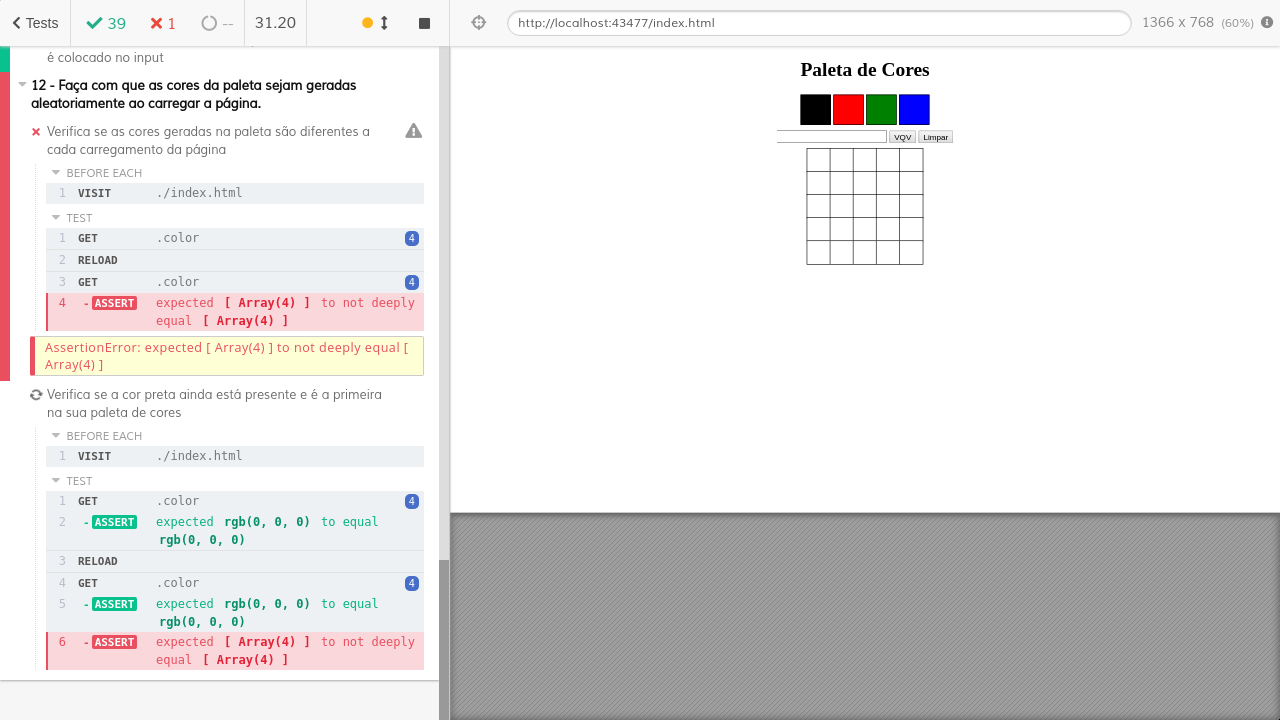 Tests
39
1
--
31.20
http://localhost:43477/index.html
1366 x 768 (60%)
é colocado no input
12 - Faça com que as cores da paleta sejam geradas
aleatoriamente ao carregar a página.
Verifica se as cores geradas na paleta são diferentes a
cada carregamento da página
BEFORE EACH
1 VISIT ./index.html
TEST
1 GET .color 4
2 RELOAD
3 GET .color 4
4 -ASSERT expected [ Array(4) ] to not deeply
equal [ Array(4) ]
AssertionError: expected [ Array(4) ] to not deeply equal [
Array(4) ]
Verifica se a cor preta ainda está presente e é a primeira
na sua paleta de cores
BEFORE EACH
1 VISIT ./index.html
TEST
1 GET .color 4
2 -ASSERT expected rgb(0, 0, 0) to equal
rgb(0, 0, 0)
3 RELOAD
4 GET .color 4
5 -ASSERT expected rgb(0, 0, 0) to equal
rgb(0, 0, 0)
6 -ASSERT expected [ Array(4) ] to not deeply
equal [ Array(4) ]
Paleta de Cores
VQV Limpar